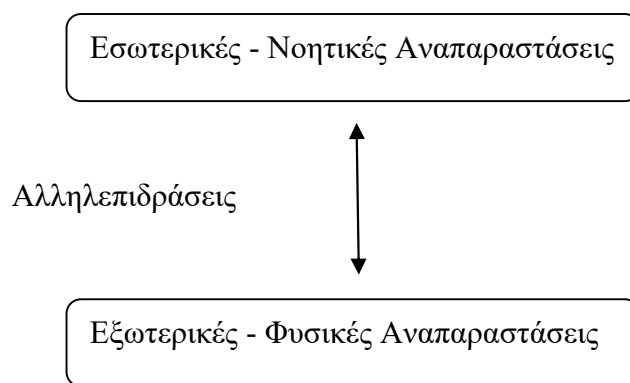 Εσωτερικές - Νοητικές Αναπαραστάσεις
Αλληλεπιδράσεις
Εξωτερικές - Φυσικές Αναπαραστάσεις